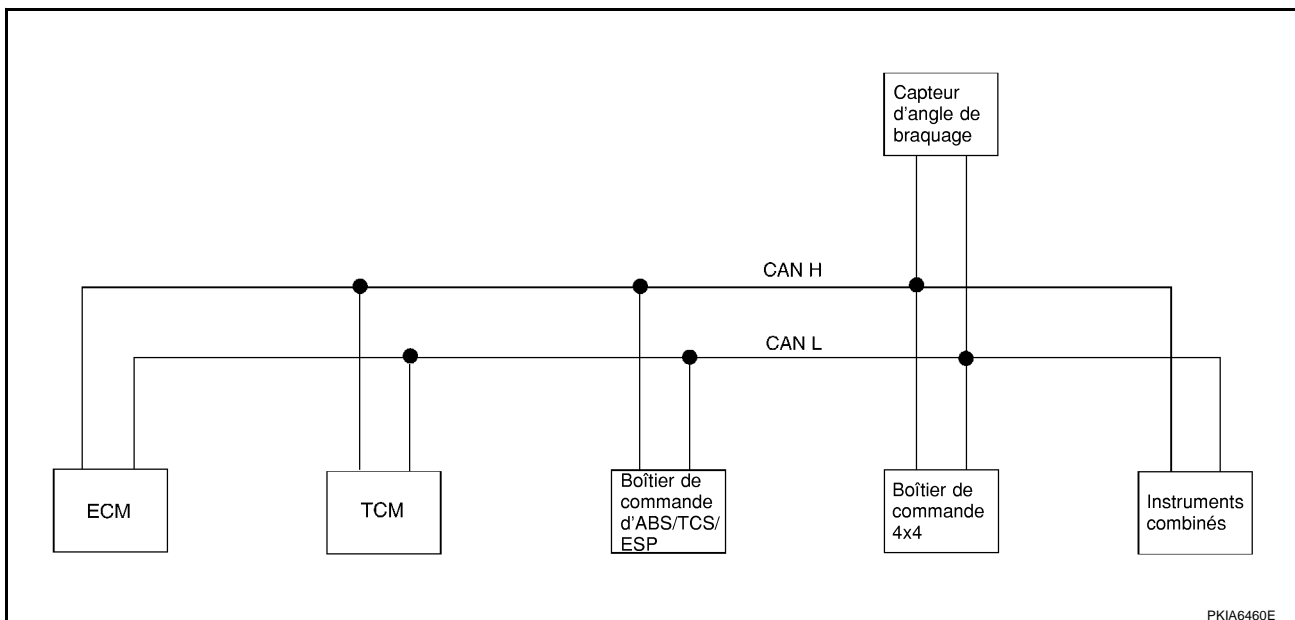 Capteur
d'angle de
braquage
CAN H
CAN L
ECM
TCM
Boîtier de
commande
d'ABS/TCS/
ESP
Boîtier de
commande
4x4
Instruments
combinés
PKIA6460E